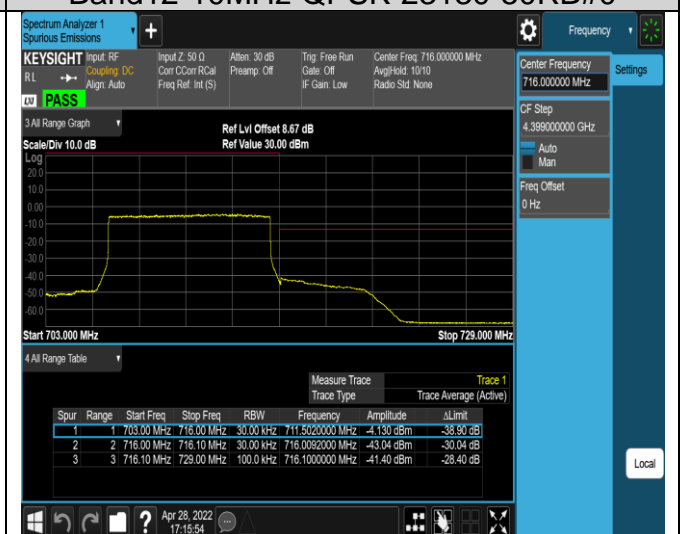 Band12-10MHz-QPSK-23130-50RB#0
Spectrum Analyzer 1
Spurious Emissions
+
Frequency
KEYSIGHT
RL
LXI
PASS
Input: RF
Coupling: DC
Align: Auto
Input Z: 50 Ω
Corr CCorr RCal
Freq Ref: Int (S)
Atten: 30 dB
Preamp: Off
Trig: Free Run
Gate: Off
IF Gain: Low
Center Freq: 716.000000 MHz
Avg|Hold: 10/10
Radio Std: None
Center Frequency
716.000000 MHz
Settings
CF Step
4.399000000 GHz
Auto
Man
Freq Offset
0 Hz
3 All Range Graph
Scale/Div 10.0 dB
Ref Lvl Offset 8.67 dB
Ref Value 30.00 dBm
Log
20.0
10.0
0.00
-10.0
-20.0
-30.0
-40.0
-50.0
-60.0
Start 703.000 MHz
Stop 729.000 MHz
4 All Range Table
Measure Trace Trace 1
Trace Type Trace Average (Active)
Spur Range Start Freq Stop Freq RBW Frequency Amplitude ΔLimit
1 1 703.00 MHz 716.00 MHz 30.00 kHz 711.5020000 MHz -4.130 dBm -38.90 dB
2 2 716.00 MHz 716.10 MHz 30.00 kHz 716.0092000 MHz -43.04 dBm -30.04 dB
3 3 716.10 MHz 729.00 MHz 100.0 kHz 716.1000000 MHz -41.40 dBm -28.40 dB
Local
?
Apr 28, 2022
17:15:54